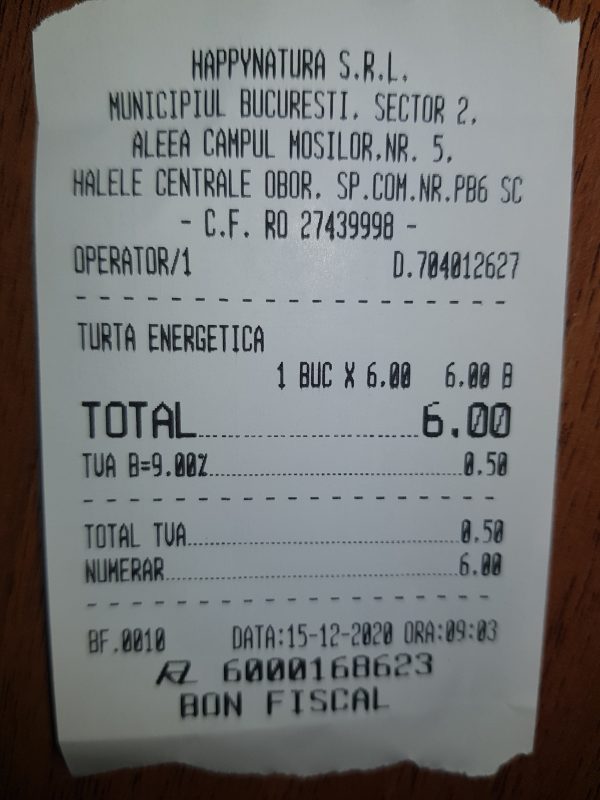 HAPPYNATURA S.R.L.
MUNICIPIUL BUCURESTI, SECTOR 2,
ALEEA CAMPUL MOSILOR,NR. 5,
HALELE CENTRALE OBOR, SP.COM.NR.PB6 SC
- C.F. RO 27439998 -
OPERATOR/1 D.704012627
TURTA ENERGETICA
1 BUC X 6.00 6.00 B
TOTAL 6.00
TVA B=9.00% 0.50
TOTAL TVA 0.50
NUMERAR 6.00
BF.0010 DATA:15-12-2020 ORA:09:03
6000168623
BON FISCAL